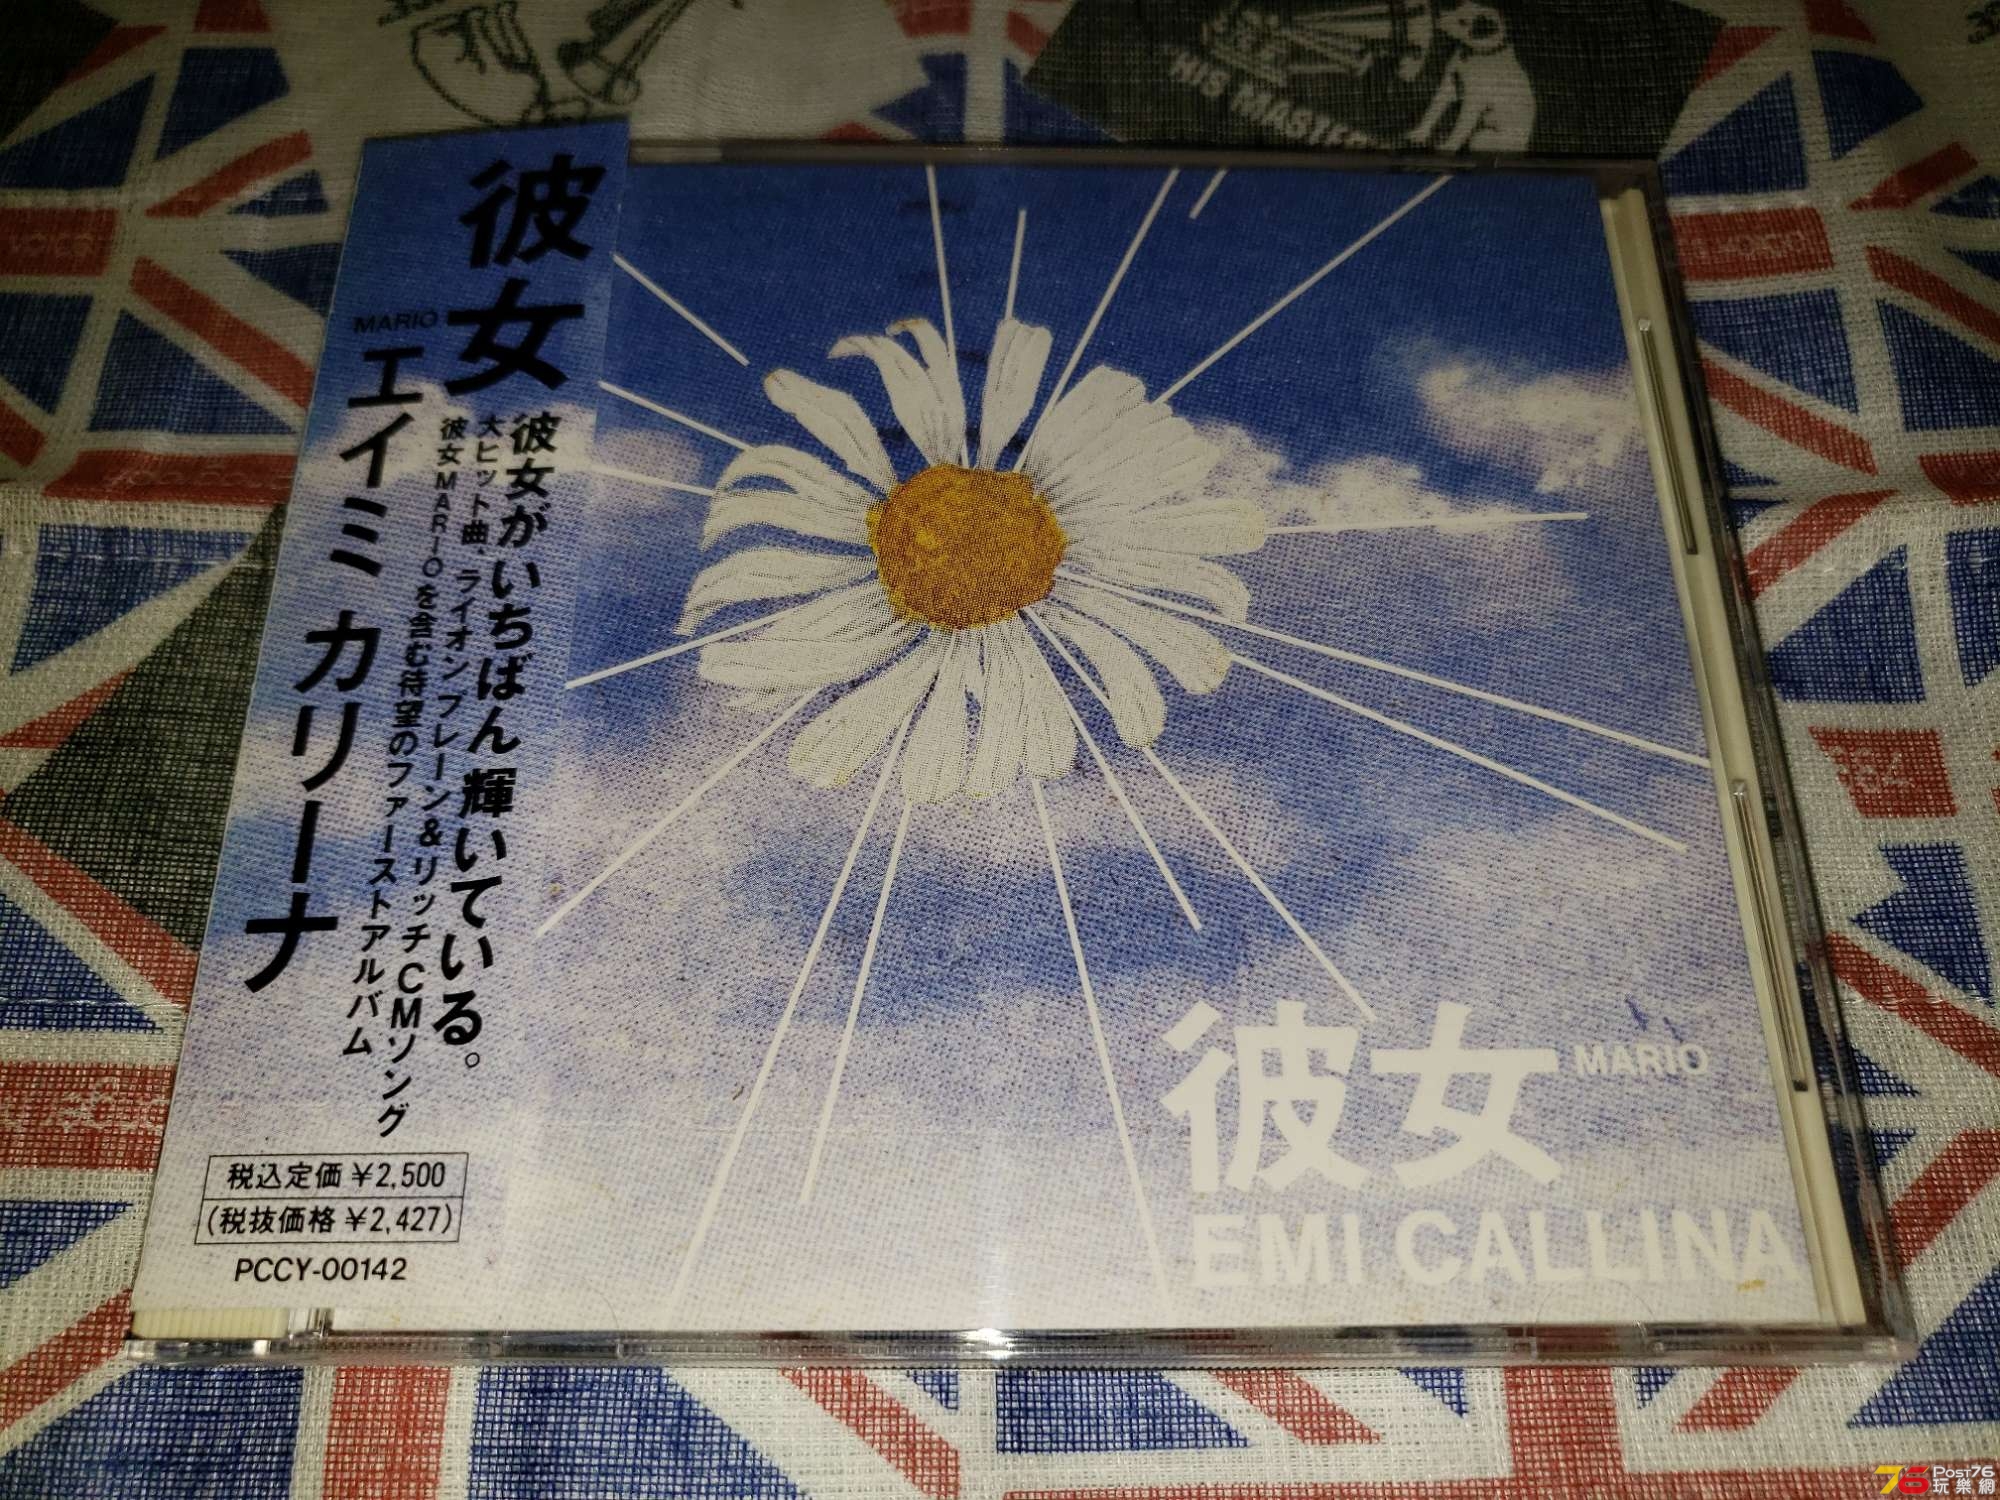 HIS MASTER
彼女
MARIO
エイミ カリーナ
彼女がいちばん輝いている。
大ヒット曲、ライオン フレーン&リッチCMソング
彼女MARIOを含む待望のファーストアルバム
税込定価 ¥2,500
(税抜価格 ¥2,427)
PCCY-00142
彼女 MARIO
EMI CALLINA
76 Post76
玩樂網